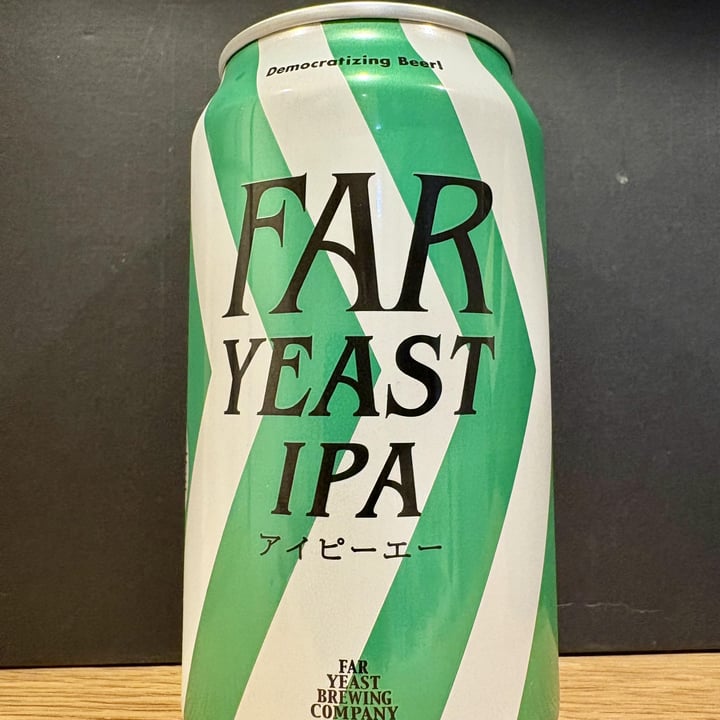 Democratizing Beer!
FAR
YEAST
IPA
アイピーエー
FAR
YEAST
BREWING
COMPANY